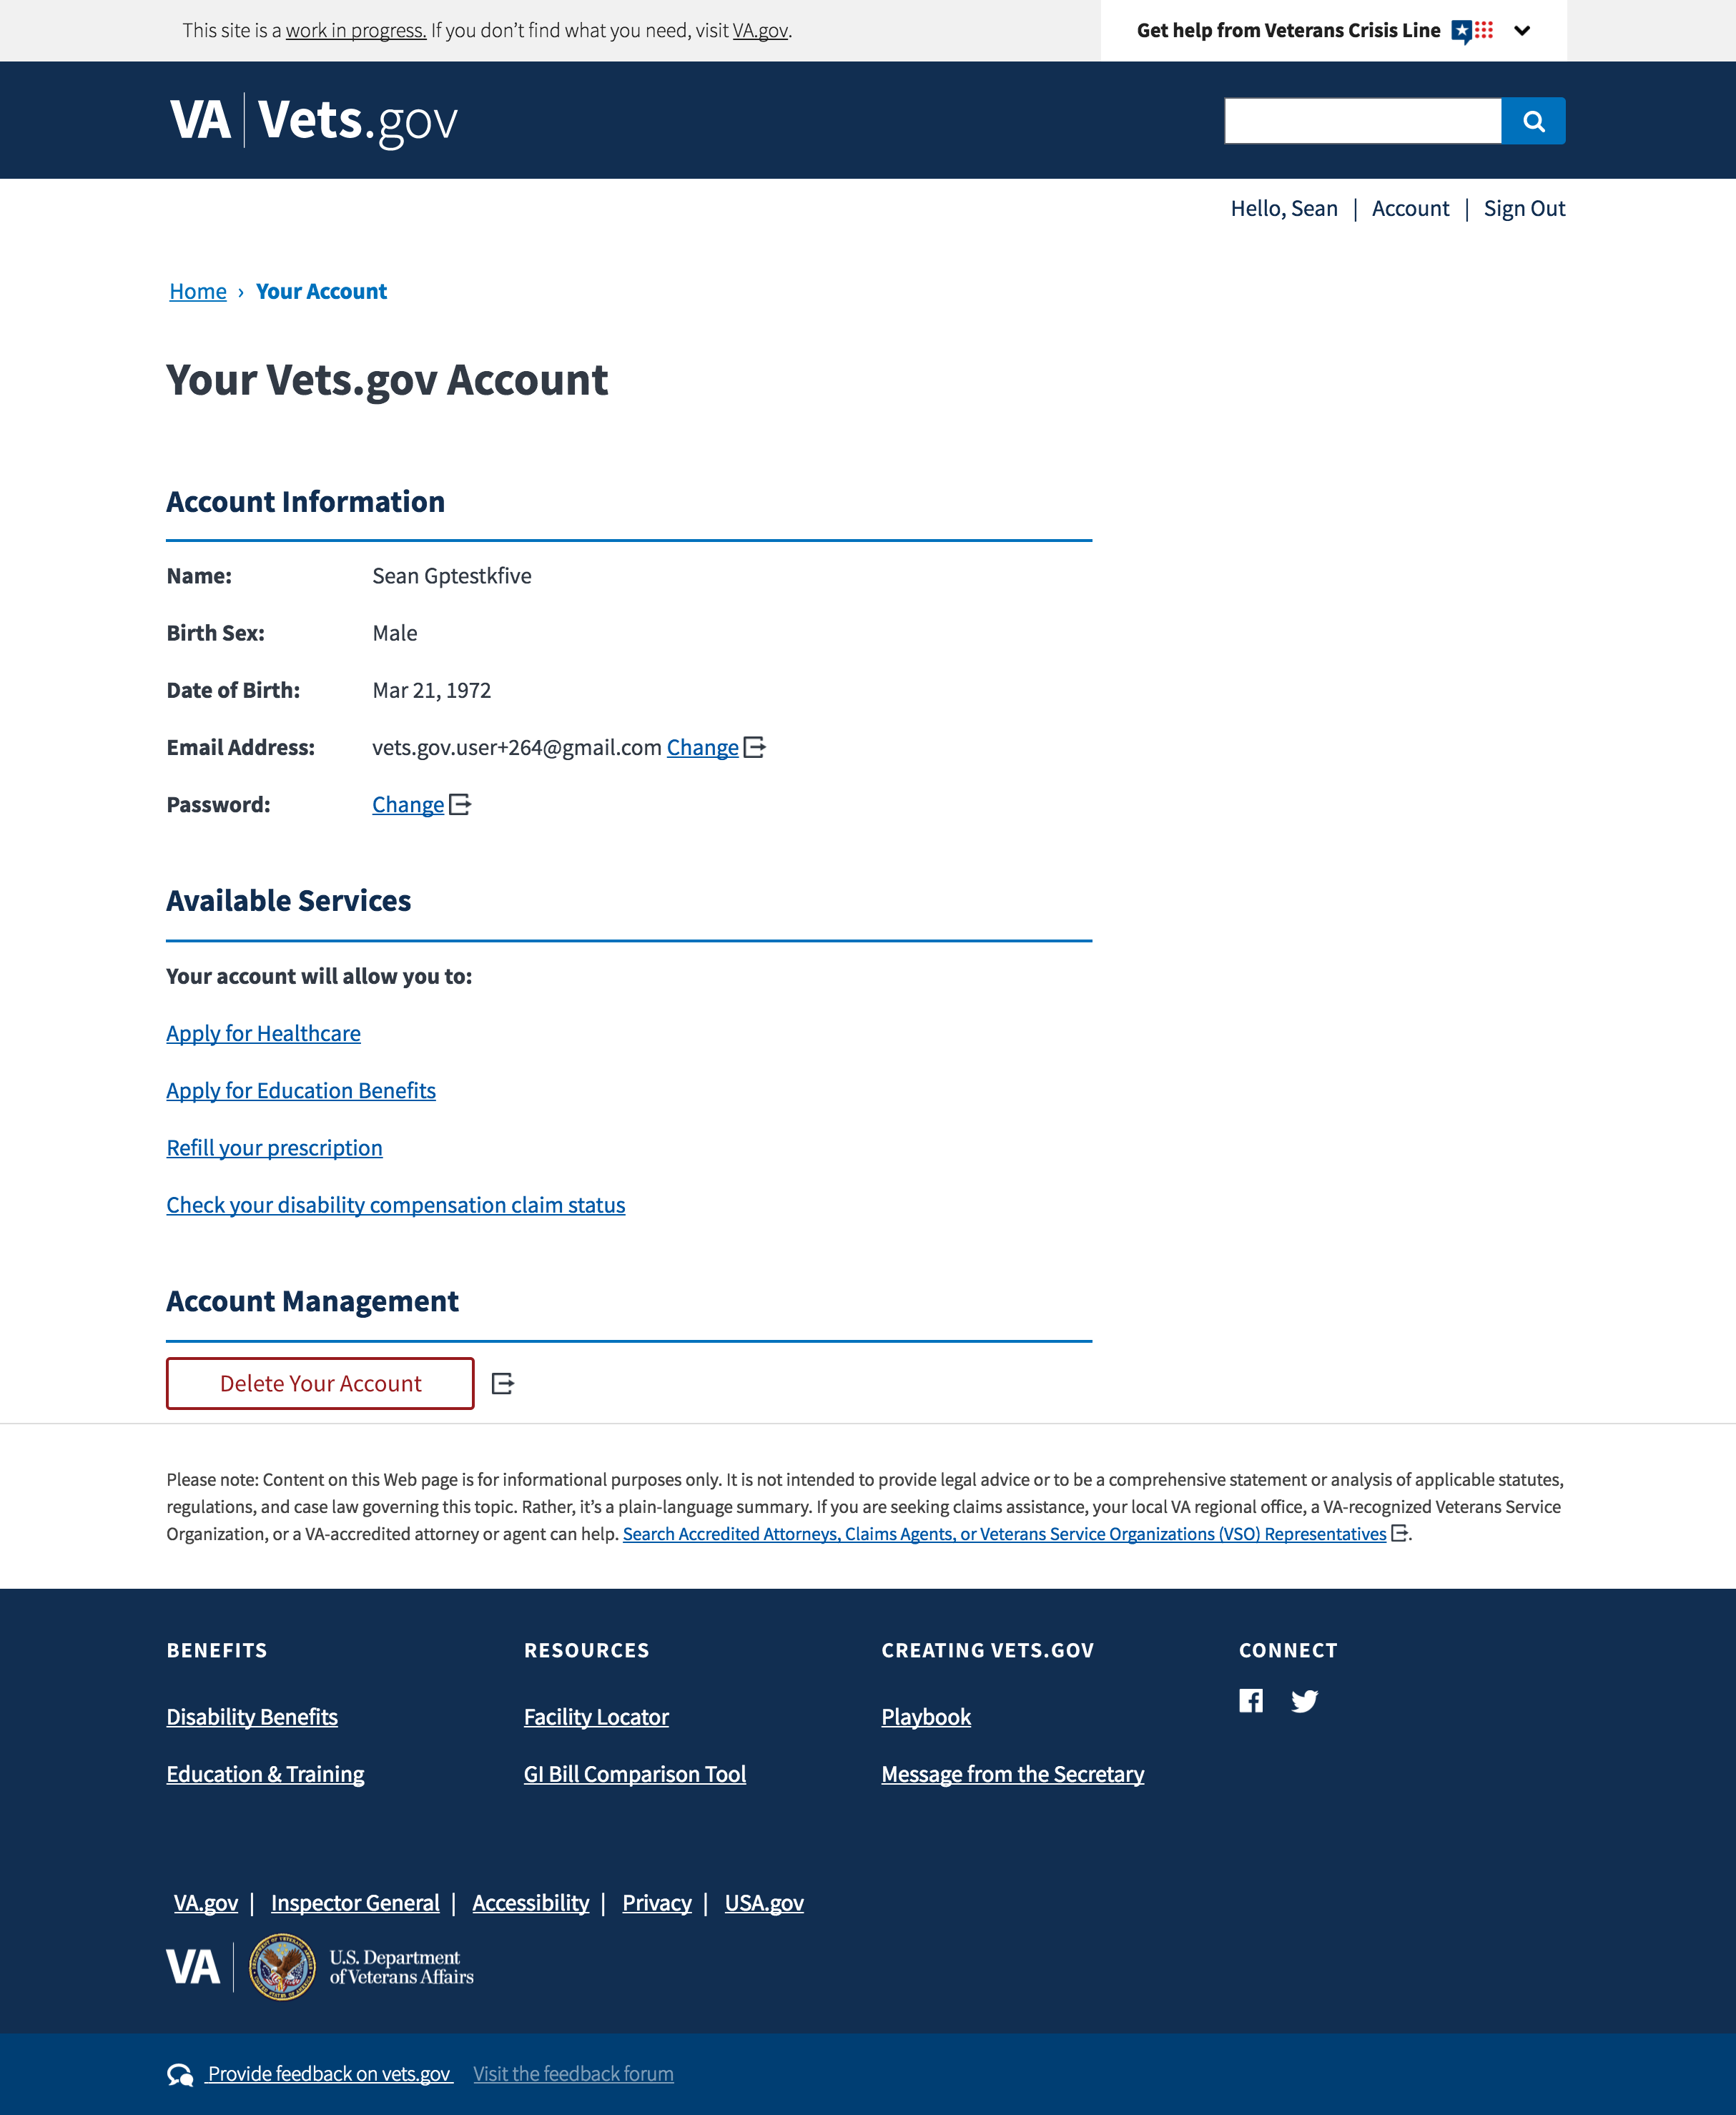 This site is a work in progress. If you don’t find what you need, visit VA.gov.
Get help from Veterans Crisis Line
VA Vets.gov
Hello, Sean | Account | Sign Out
Home › Your Account
Your Vets.gov Account
Account Information
Name: Sean Gptestkfive
Birth Sex: Male
Date of Birth: Mar 21, 1972
Email Address: vets.gov.user+264@gmail.com Change
Password: Change
Available Services
Your account will allow you to:
Apply for Healthcare
Apply for Education Benefits
Refill your prescription
Check your disability compensation claim status
Account Management
Delete Your Account
Please note: Content on this Web page is for informational purposes only. It is not intended to provide legal advice or to be a comprehensive statement or analysis of applicable statutes,
regulations, and case law governing this topic. Rather, it’s a plain-language summary. If you are seeking claims assistance, your local VA regional office, a VA-recognized Veterans Service
Organization, or a VA-accredited attorney or agent can help. Search Accredited Attorneys, Claims Agents, or Veterans Service Organizations (VSO) Representatives .
BENEFITS
Disability Benefits
Education & Training
RESOURCES
Facility Locator
GI Bill Comparison Tool
CREATING VETS.GOV
Playbook
Message from the Secretary
CONNECT
VA.gov | Inspector General | Accessibility | Privacy | USA.gov
VA
U.S. Department
of Veterans Affairs
Provide feedback on vets.gov Visit the feedback forum